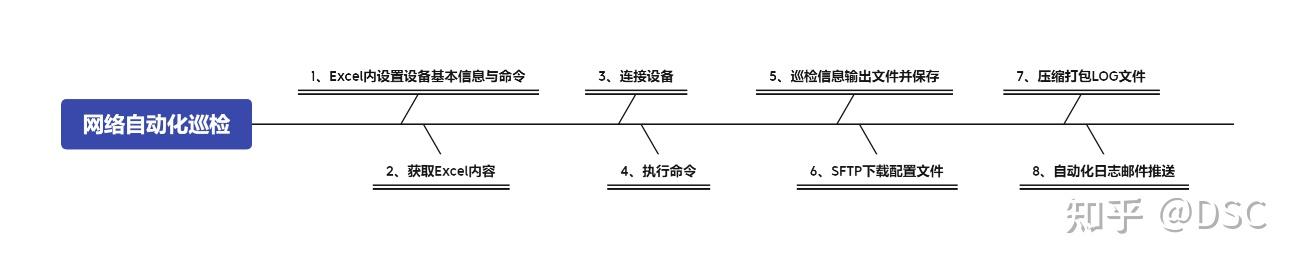 网络自动化巡检
1、Excel内设置设备基本信息与命令
2、获取Excel内容
3、连接设备
4、执行命令
5、巡检信息输出文件并保存
6、SFTP下载配置文件
7、压缩打包LOG文件
8、自动化日志邮件推送
知乎 @DSC